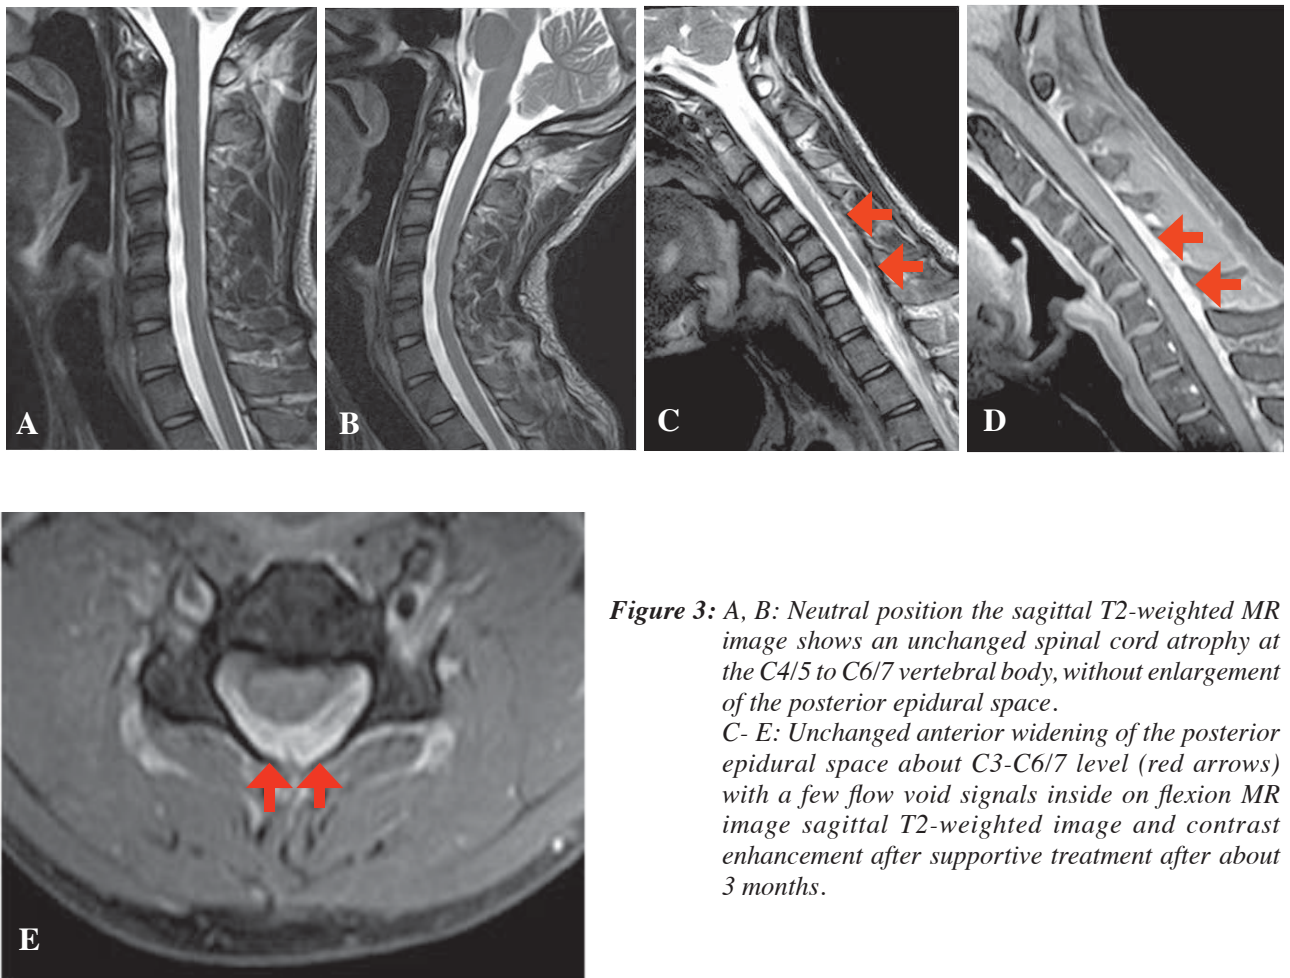 A
B
C
D
E
Figure 3: A, B: Neutral position the sagittal T2-weighted MR
image shows an unchanged spinal cord atrophy at
the C4/5 to C6/7 vertebral body, without enlargement
of the posterior epidural space.
C- E: Unchanged anterior widening of the posterior
epidural space about C3-C6/7 level (red arrows)
with a few flow void signals inside on flexion MR
image sagittal T2-weighted image and contrast
enhancement after supportive treatment after about
3 months.